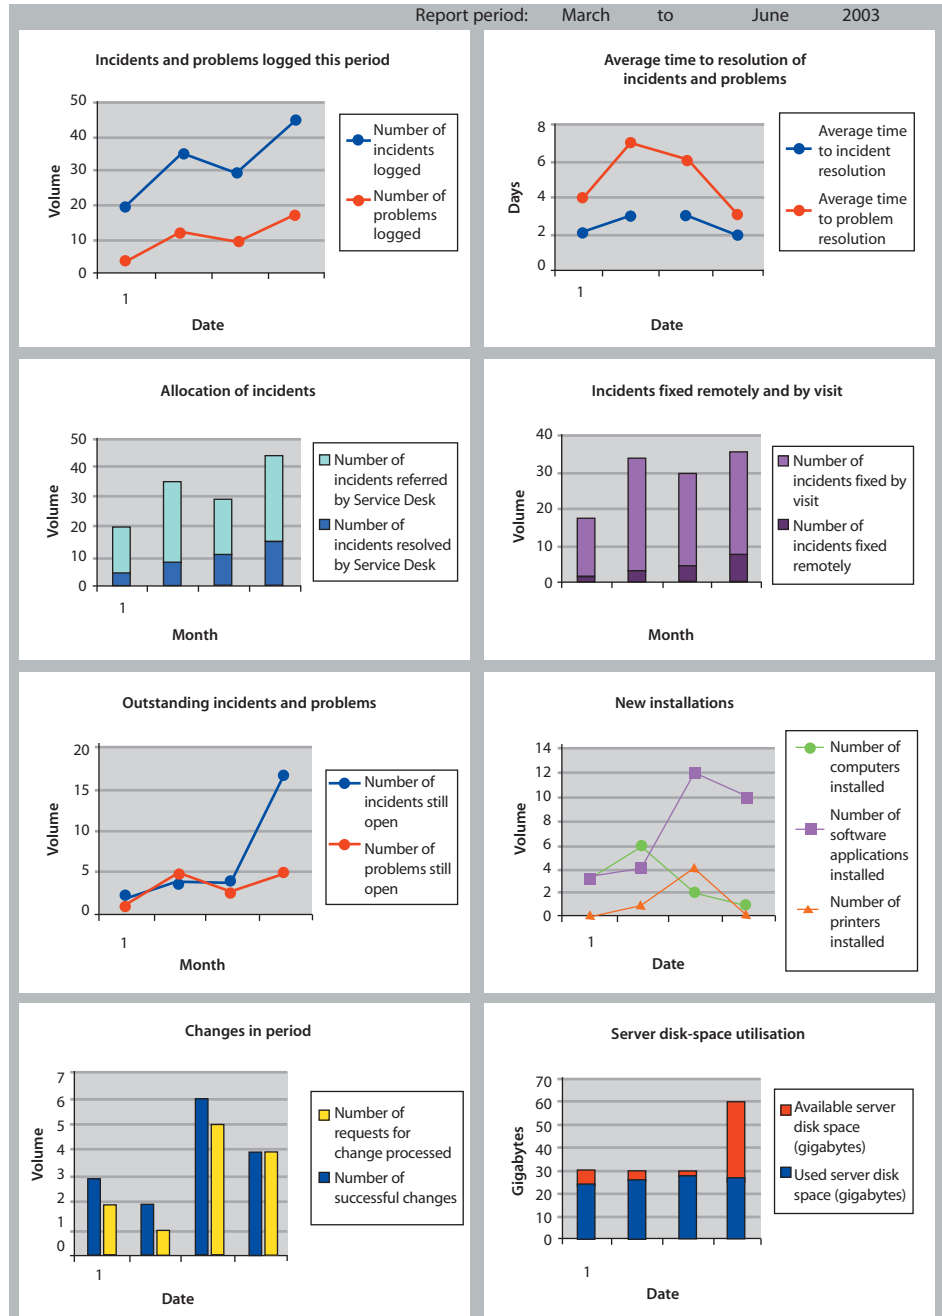 Report period: March to June 2003
Incidents and problems logged this period
50
40
30
20
10
0
Volume
1
Date
Number of
incidents
logged
Number of
problems
logged
Average time to resolution of
incidents and problems
8
6
4
2
0
Days
1
Date
Average time
to incident
resolution
Average time
to problem
resolution
Allocation of incidents
50
40
30
20
10
0
Volume
1
Month
Number of
incidents referred
by Service Desk
Number of
incidents resolved
by Service Desk
Incidents fixed remotely and by visit
40
30
20
10
0
Volume
Month
Number of
incidents fixed by
visit
Number of
incidents fixed
remotely
Outstanding incidents and problems
20
15
10
5
0
Volume
1
Month
Number of
incidents still
open
Number of
problems still
open
New installations
14
12
10
8
6
4
2
0
Volume
1
Date
Number of
computers
installed
Number of
software
applications
installed
Number of
printers
installed
Changes in period
7
6
5
4
3
2
1
0
Volume
1
Date
Number of
requests for
change processed
Number of
successful changes
Server disk-space utilisation
70
60
50
40
30
20
10
0
Gigabytes
1
Date
Available server
disk space
(gigabytes)
Used server disk
space (gigabytes)